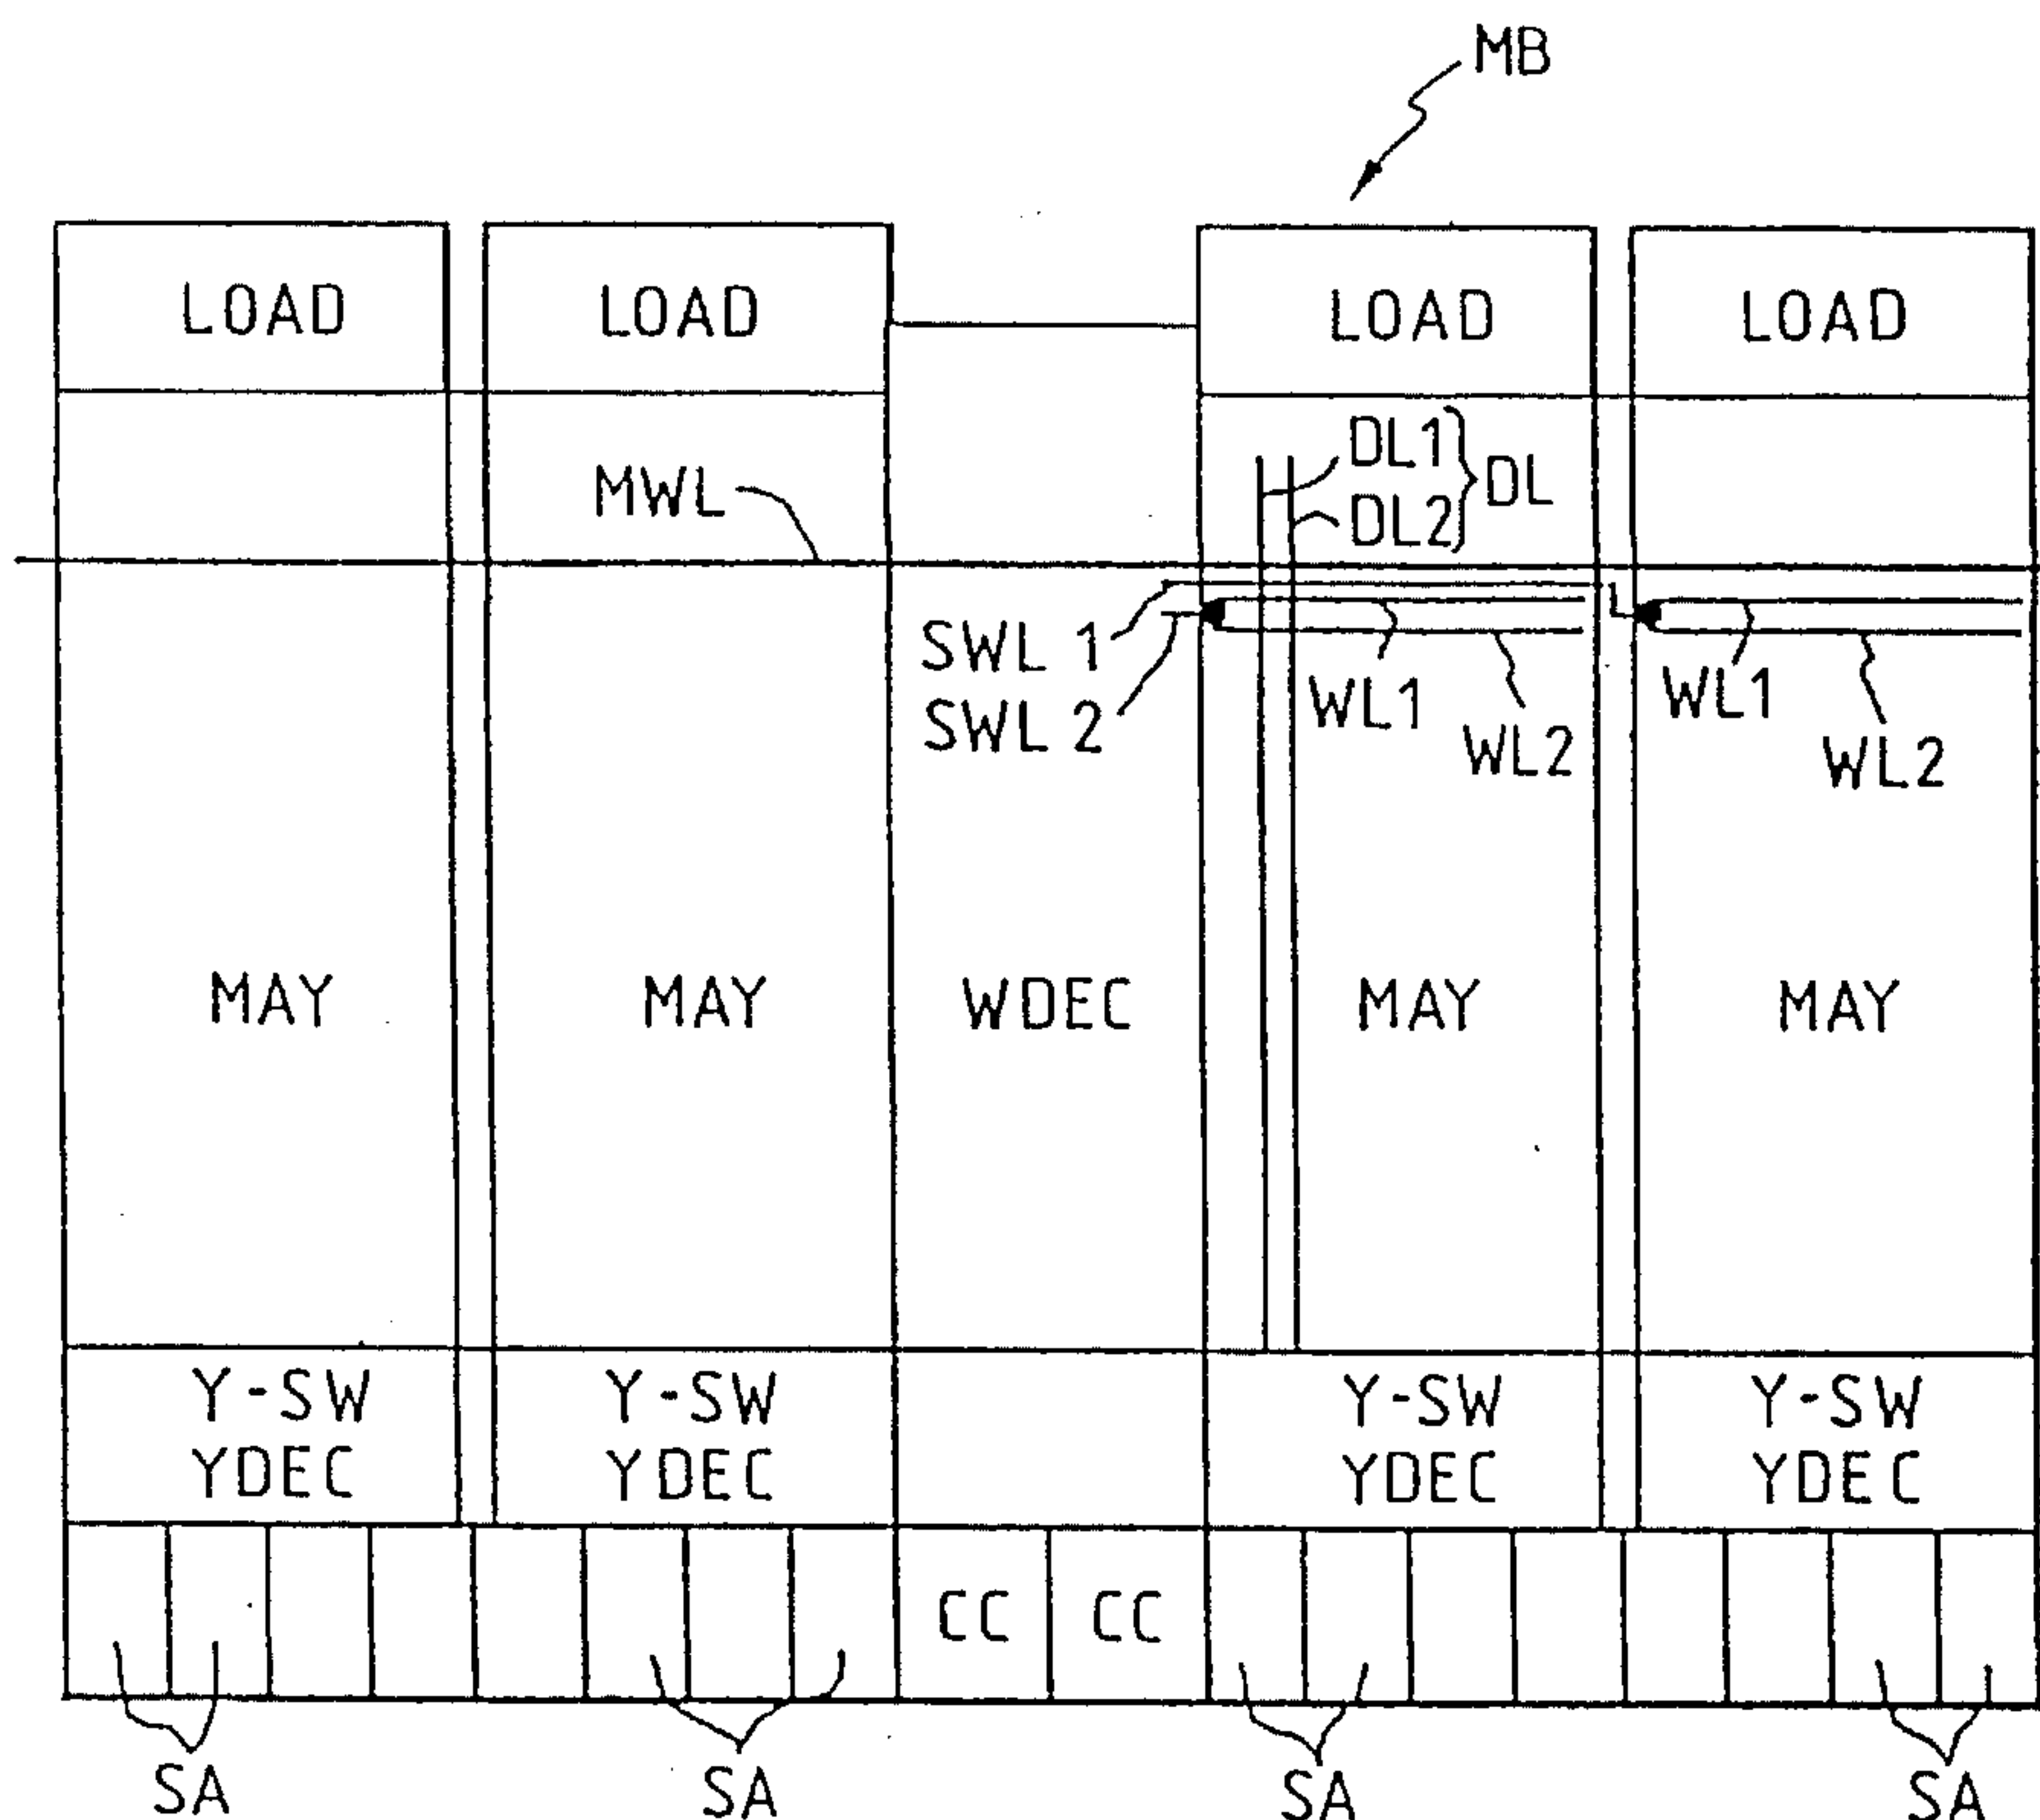 MB
LOAD LOAD LOAD LOAD
DL1
MWL DL
DL2
SWL 1
SWL 2
WL1 WL1
WL2 WL2
MAY MAY WDEC MAY MAY
Y-SW Y-SW Y-SW Y-SW
YDEC YDEC YDEC YDEC
CC CC
SA SA SA SA